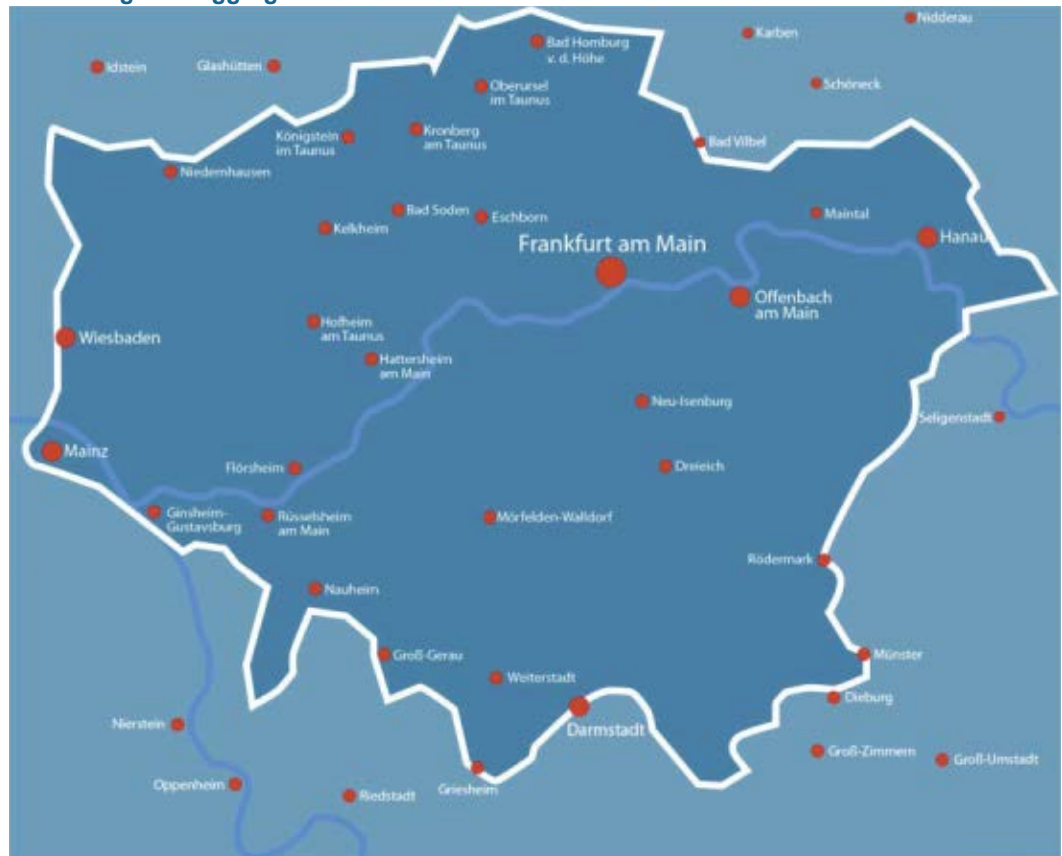 Nidderau
Karben
Bad Homburg
v. d. Höhe
Idstein
Glashütten
Schöneck
Oberursel
im Taunus
Königstein
im Taunus
Kronberg
am Taunus
Bad Vilbel
Niedernhausen
Bad Soden
Eschborn
Maintal
Kelkheim
Frankfurt am Main
Hanau
Offenbach
am Main
Hofheim
am Taunus
Wiesbaden
Hattersheim
am Main
Neu-Isenburg
Seligenstadt
Mainz
Flörsheim
Dreieich
Ginsheim-
Gustavsburg
Rüsselsheim
am Main
Mörfelden-Walldorf
Rödermark
Nauheim
Groß-Gerau
Münster
Weiterstadt
Dieburg
Nierstein
Darmstadt
Groß-Zimmern
Groß-Umstadt
Oppenheim
Riedstadt
Griesheim